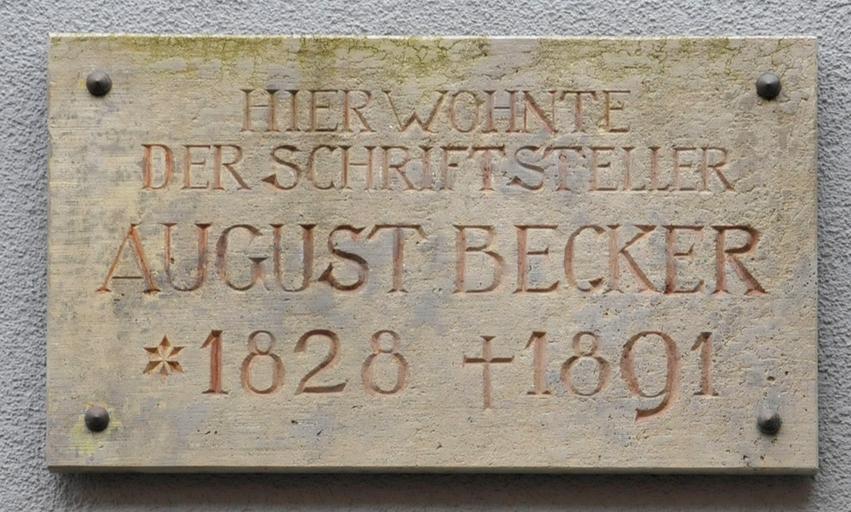 HIER WOHNTE
DER SCHRIFTSTELLER
AUGUST BECKER
*1828 †1891